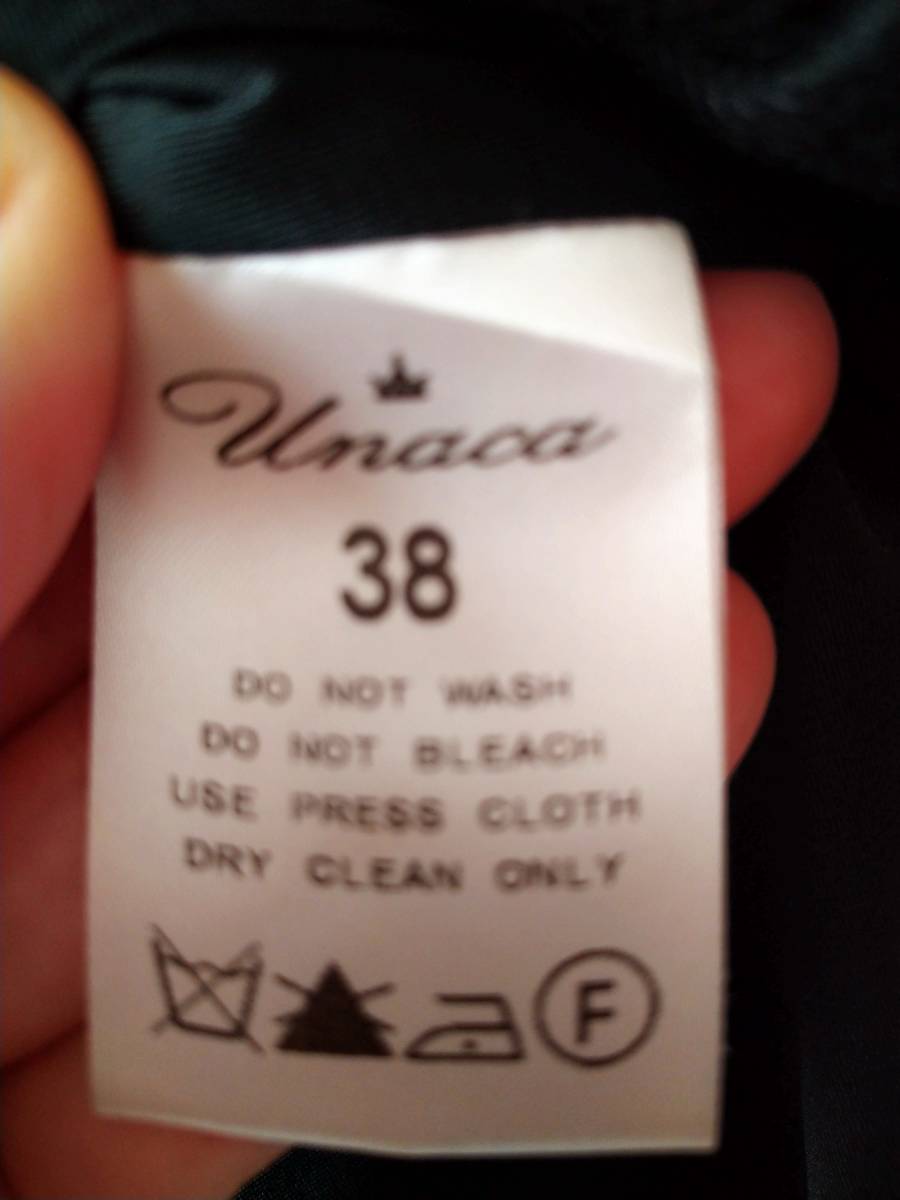 Unaca
38
DO NOT WASH
DO NOT BLEACH
USE PRESS CLOTH
DRY CLEAN ONLY
F